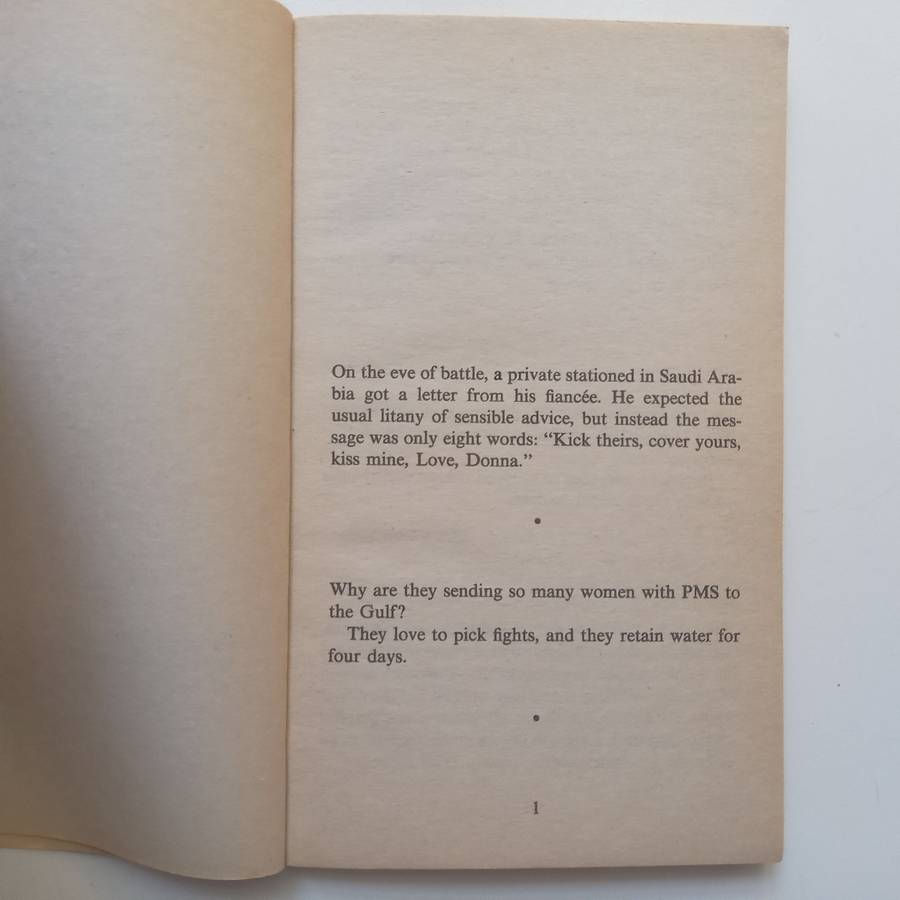 On the eve of battle, a private stationed in Saudi Ara-
bia got a letter from his fiancée. He expected the
usual litany of sensible advice, but instead the mes-
sage was only eight words: “Kick theirs, cover yours,
kiss mine, Love, Donna.”
•
Why are they sending so many women with PMS to
the Gulf?
They love to pick fights, and they retain water for
four days.
•
1